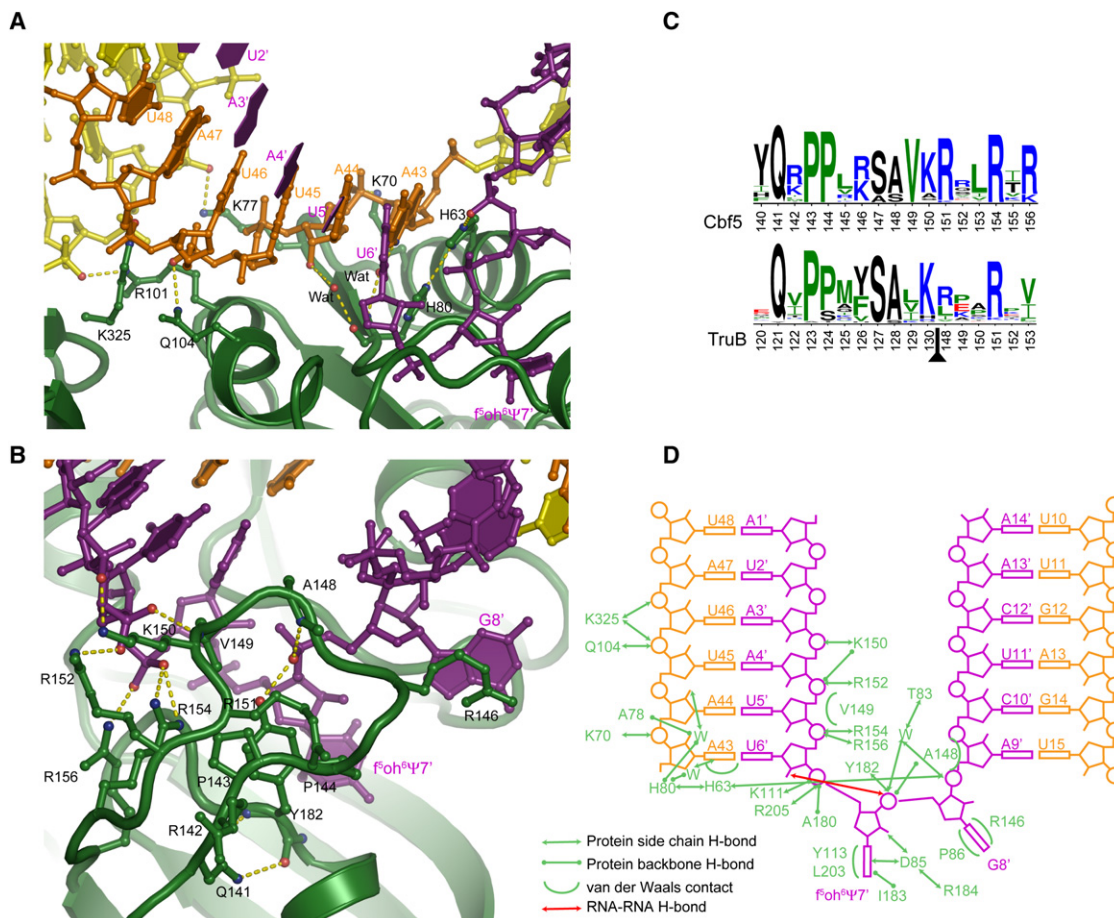 A
U2'
A3'
U48
A47
A4'
U46
U45
A44
K70
A43
K77
U5'
H63
U6'
Wat
Wat
R101
H80
K325
Q104
f⁵oh⁶Ψ7'
B
A148
K150
V149
G8'
R152
R154
R151
R146
R156
P143
P144
f⁵oh⁶Ψ7'
R142
Y182
Q141
C
140 141 142 143 144 145 146 147 148 149 150 151 152 153 154 155 156
Cbf5
120 121 122 123 124 125 126 127 128 129 130 148 149 150 151 152 153
TruB
D
U48 A1' A14' U10
A47 U2' A13' U11
U46 A3' C12' G12
K325
Q104
K150
U45 A4' U11' A13
R152
T83
V149
A44 U5' C10' G14
A78
W
W
R154
R156
K70
A148
A43 U6' A9' U15
W
Y182
H80
H63
K111
R205
A180
R146
Y113
D85
P86
L203
G8'
R184
I183
f⁵oh⁶Ψ7'
Protein side chain H-bond
Protein backbone H-bond
van der Waals contact
RNA-RNA H-bond